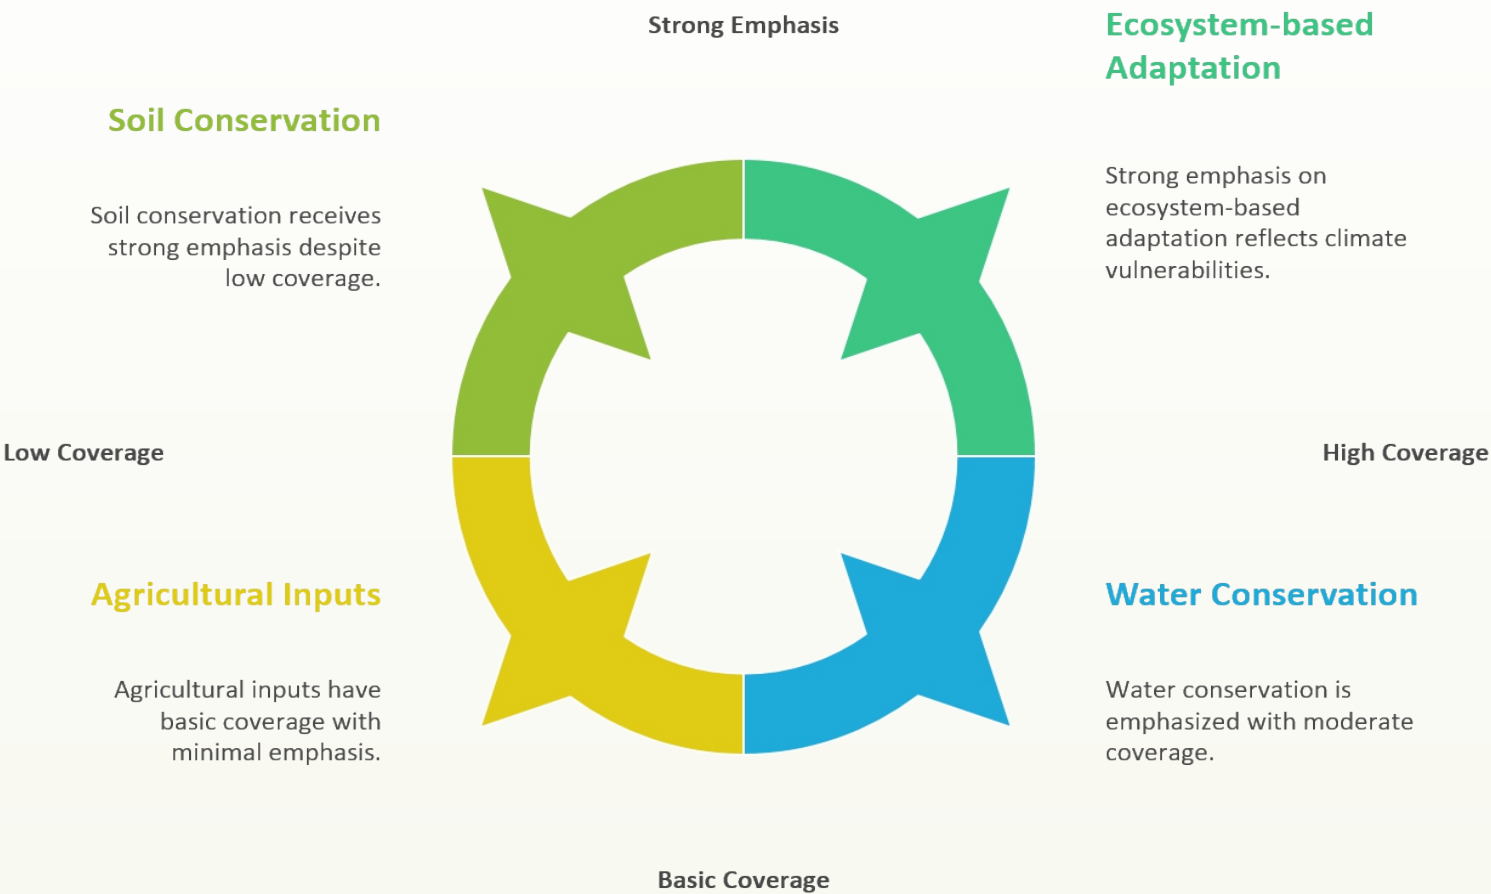 Strong Emphasis
Ecosystem-based
Adaptation
Soil Conservation
Strong emphasis on
ecosystem-based
adaptation reflects climate
vulnerabilities.
Soil conservation receives
strong emphasis despite
low coverage.
Low Coverage
High Coverage
Agricultural Inputs
Agricultural inputs have
basic coverage with
minimal emphasis.
Water Conservation
Water conservation is
emphasized with moderate
coverage.
Basic Coverage